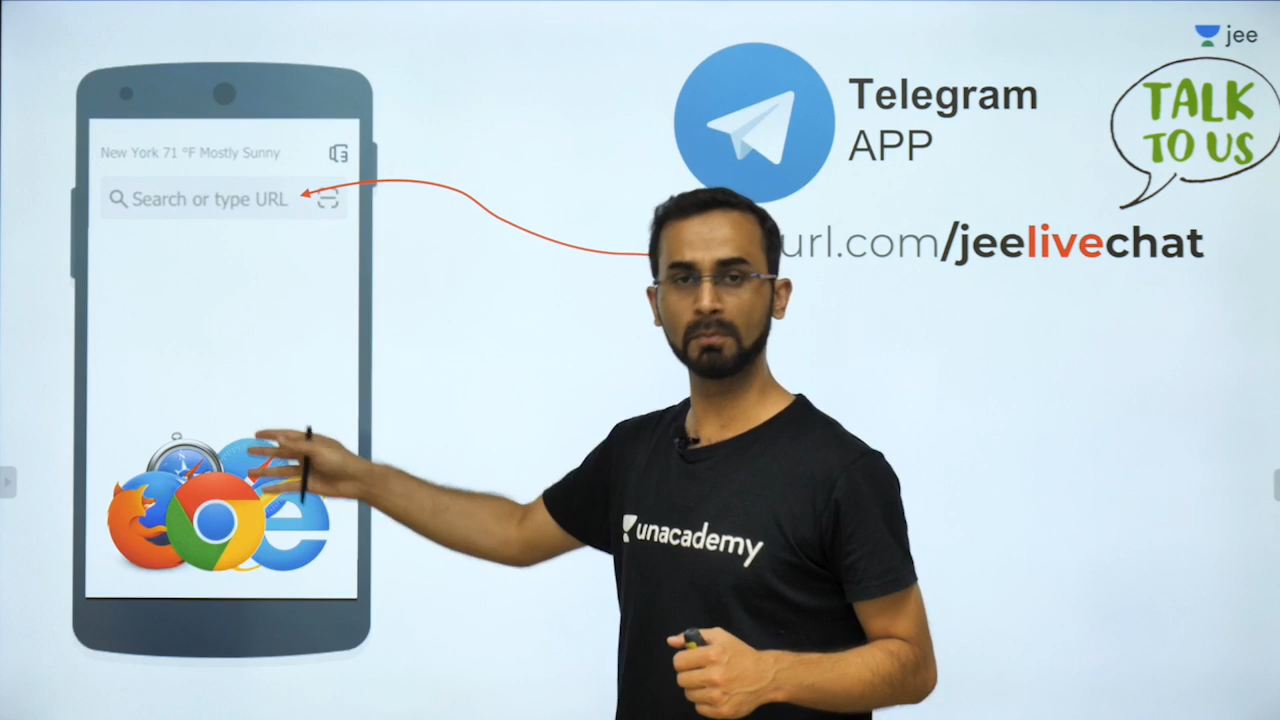 jee
Telegram
APP
TALK
TO US
New York 71 °F Mostly Sunny
3
Search or type URL
url.com/jeelivechat
unacademy